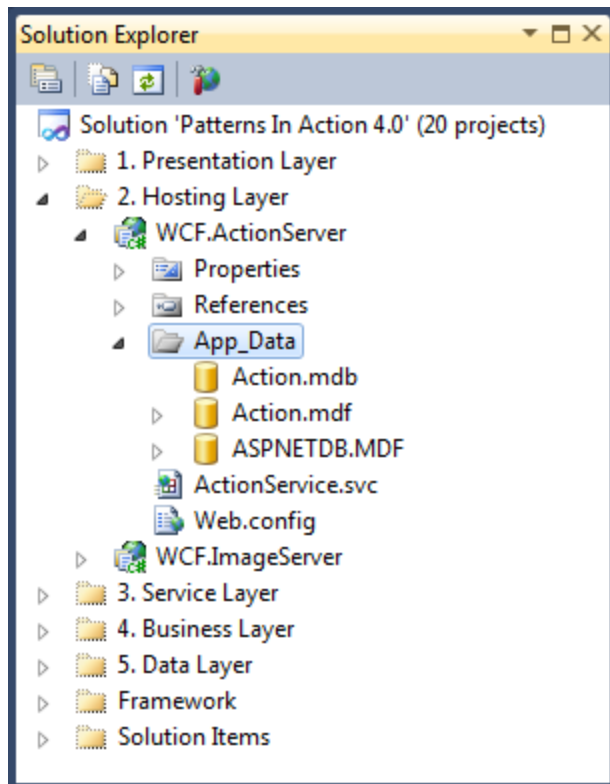 Solution Explorer
Solution 'Patterns In Action 4.0' (20 projects)
1. Presentation Layer
2. Hosting Layer
WCF.ActionServer
Properties
References
App_Data
Action.mdb
Action.mdf
ASPNETDB.MDF
ActionService.svc
Web.config
WCF.ImageServer
3. Service Layer
4. Business Layer
5. Data Layer
Framework
Solution Items